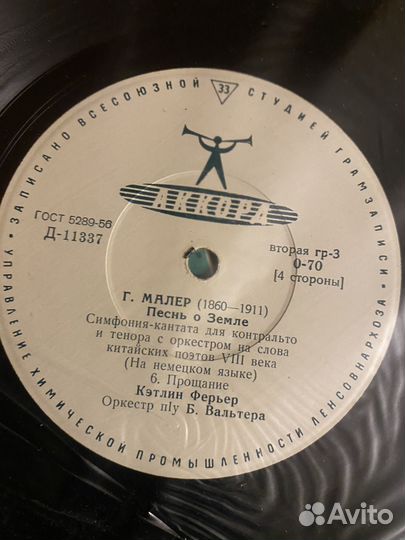 ЗАПИСАНО ВСЕСОЮЗНОЙ 33 СТУДИЕЙ ГРАМЗАПИСИ
УПРАВЛЕНИЕ ХИМИЧЕСКОЙ ПРОМЫШЛЕННОСТИ ЛЕНСОВНАРХОЗА
АККОРД
ГОСТ 5289-56
Д-11337
вторая гр-3
0-70
[4 стороны]
Г. МАЛЕР (1860—1911)
Песнь о Земле
Симфония-кантата для контральто
и тенора с оркестром на слова
китайских поэтов VIII века
(На немецком языке)
6. Прощание
Кэтлин Ферьер
Оркестр п/у Б. Вальтера
Avito